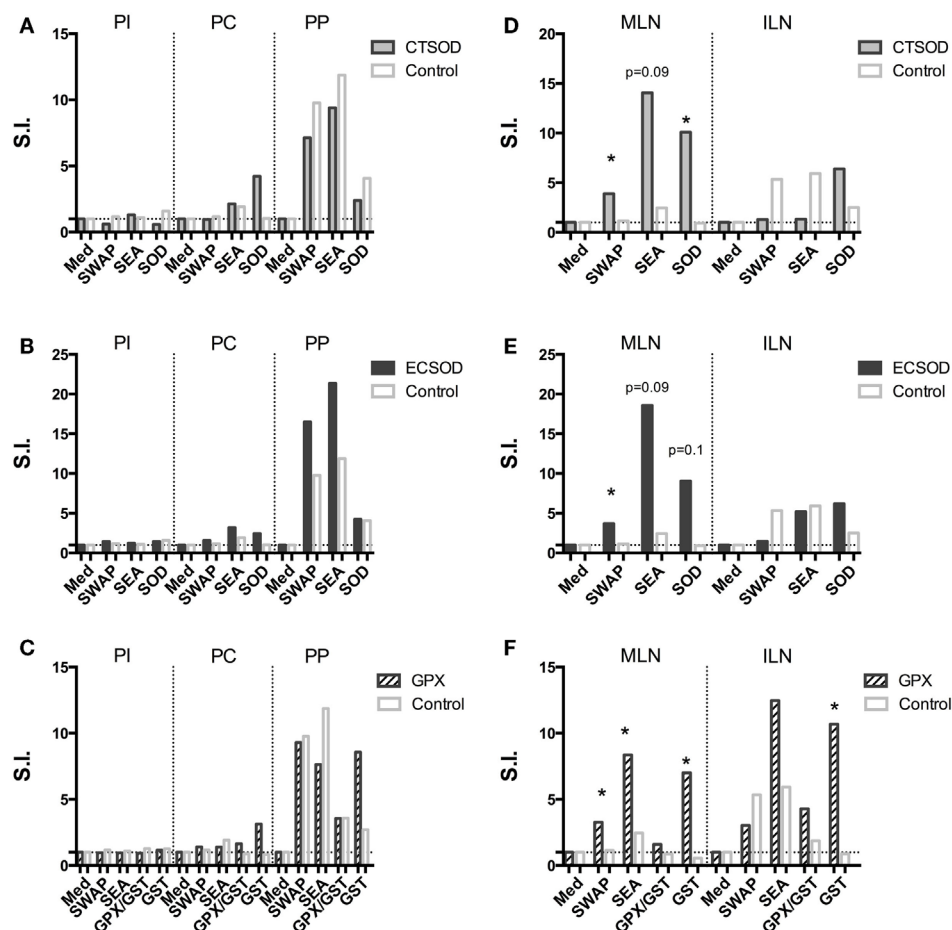 A
PI PC PP
S.I.
15
10
5
0
Med SWAP SEA SOD Med SWAP SEA SOD Med SWAP SEA SOD
CTSOD
Control
D
MLN ILN
S.I.
20
15
10
5
0
* p=0.09 *
Med SWAP SEA SOD Med SWAP SEA SOD
CTSOD
Control
B
PI PC PP
S.I.
25
20
15
10
5
0
Med SWAP SEA SOD Med SWAP SEA SOD Med SWAP SEA SOD
ECSOD
Control
E
MLN ILN
S.I.
25
20
15
10
5
0
* p=0.09 p=0.1
Med SWAP SEA SOD Med SWAP SEA SOD
ECSOD
Control
C
PI PC PP
S.I.
15
10
5
0
Med SWAP SEA GPX/GST GST Med SWAP SEA GPX/GST GST Med SWAP SEA GPX/GST GST
GPX
Control
F
MLN ILN
S.I.
15
10
5
0
* * * *
Med SWAP SEA GPX/GST GST Med SWAP SEA GPX/GST GST
GPX
Control